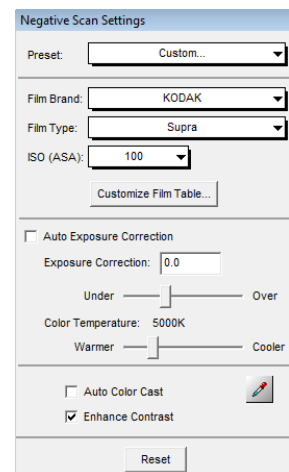 Negative Scan Settings
Preset: Custom...
Film Brand: KODAK
Film Type: Supra
ISO (ASA): 100
Customize Film Table...
Auto Exposure Correction
Exposure Correction: 0.0
Under Over
Color Temperature: 5000K
Warmer Cooler
Auto Color Cast
Enhance Contrast
Reset